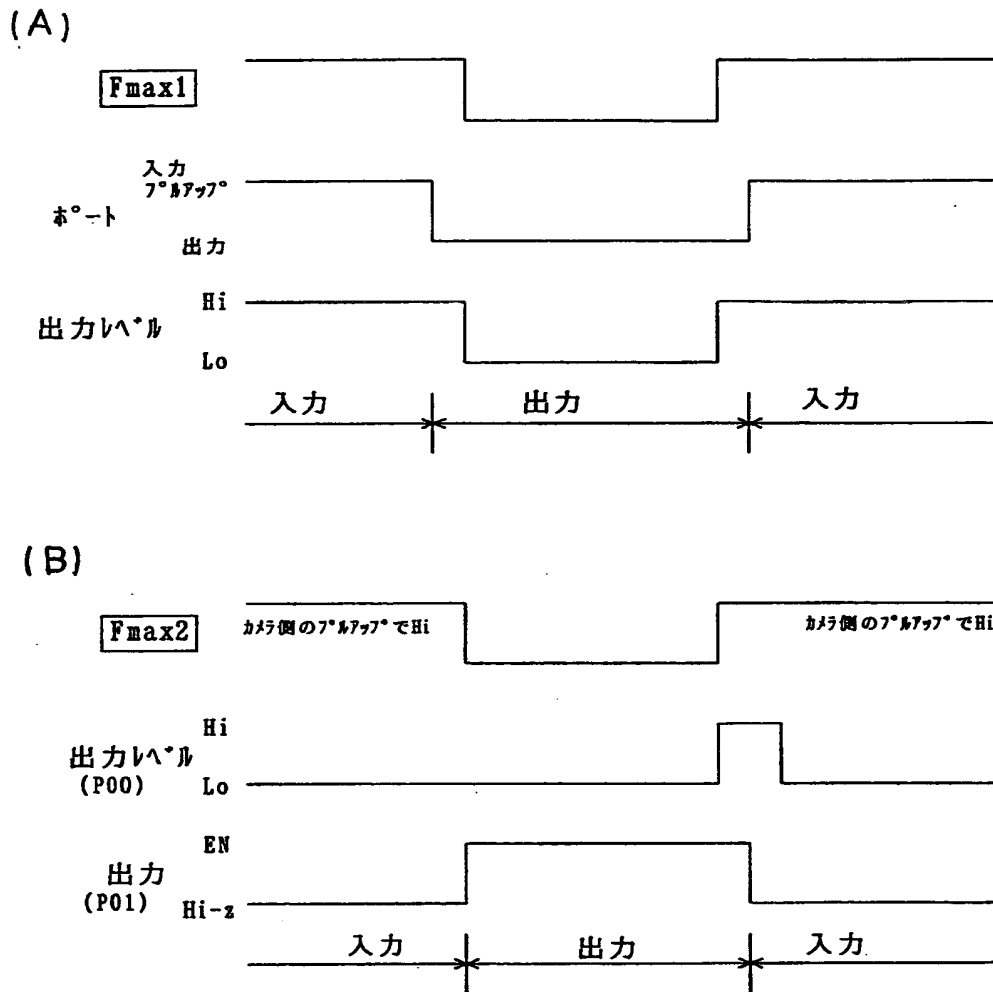 (A)
Fmax1
入力
プルアップ
ポート
出力
Hi
出力レベル
Lo
入力 出力 入力
(B)
Fmax2
カメラ側のプルアップでHi カメラ側のプルアップでHi
Hi
出力レベル
(P00) Lo
EN
出力
(P01) Hi-z
入力 出力 入力